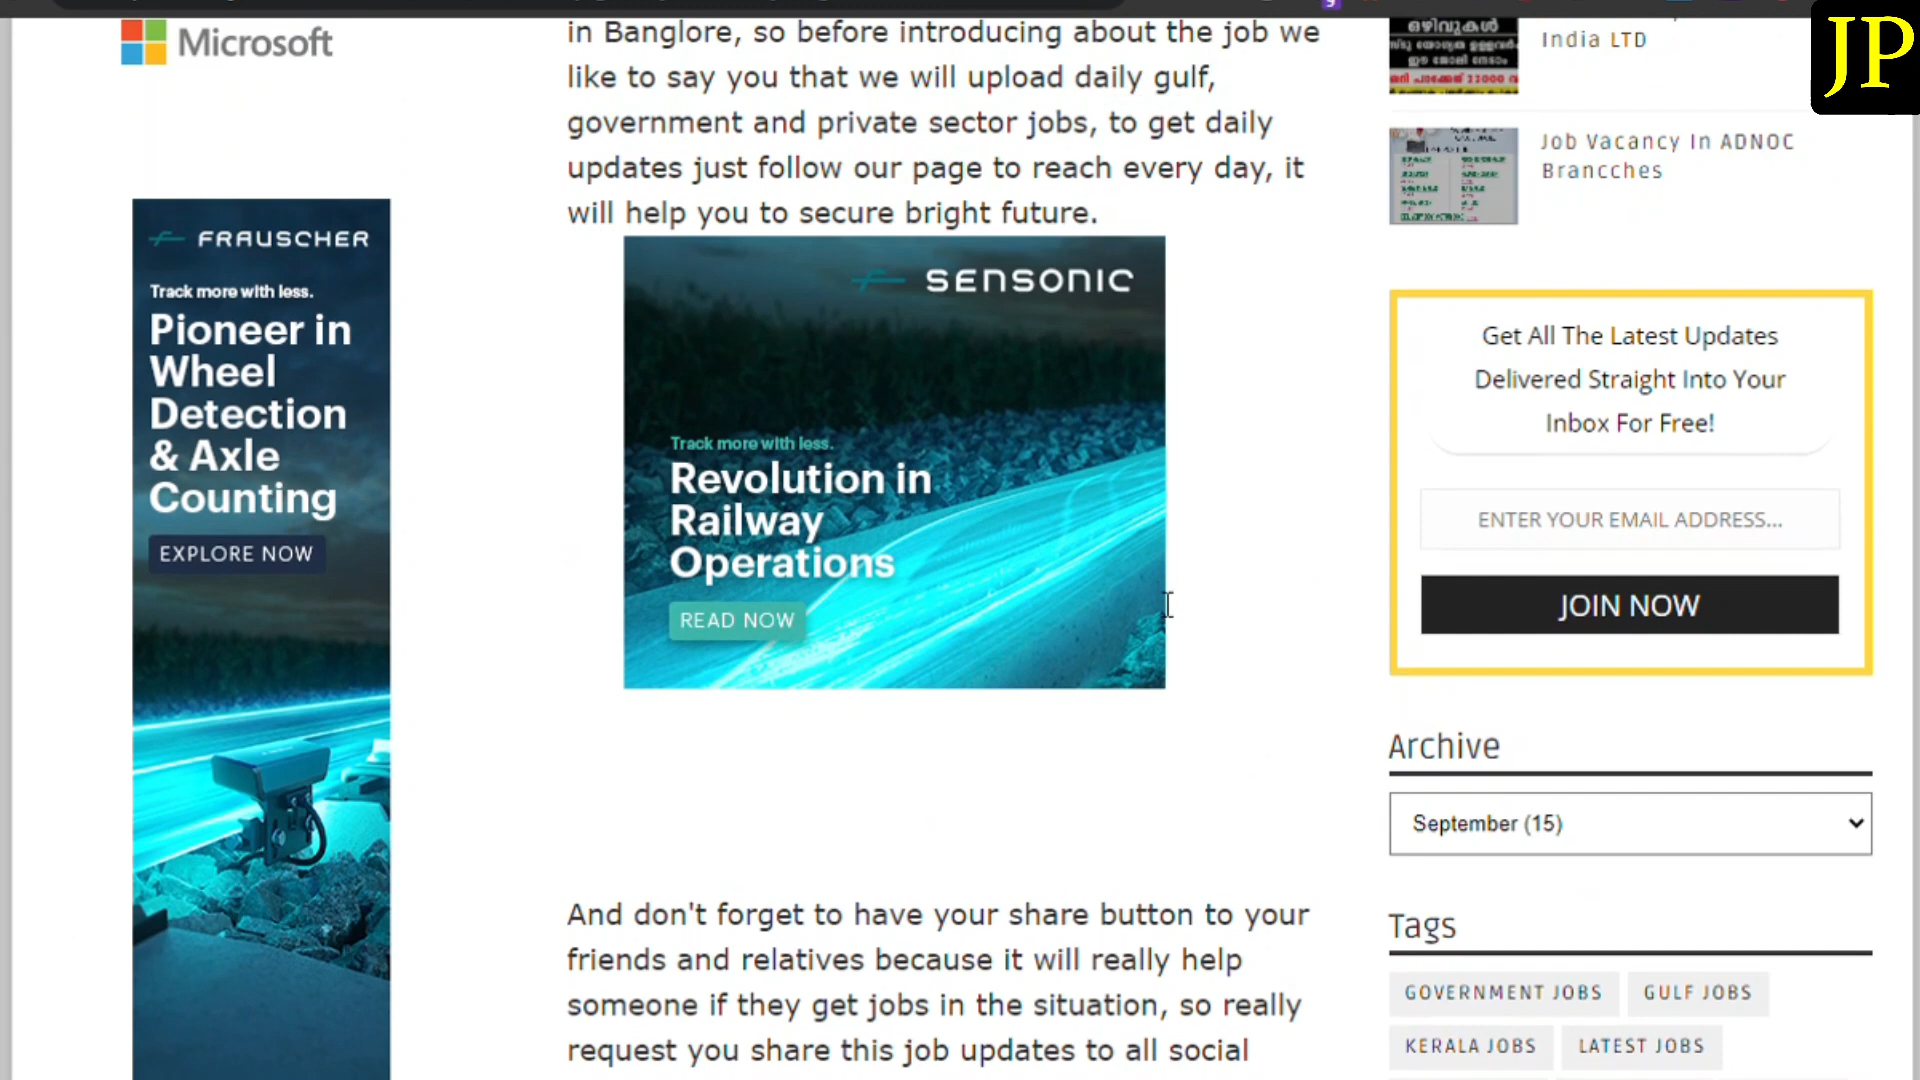 Microsoft
FRAUSCHER
Track more with less.
Pioneer in
Wheel
Detection
& Axle
Counting
EXPLORE NOW
in Banglore, so before introducing about the job we
like to say you that we will upload daily gulf,
government and private sector jobs, to get daily
updates just follow our page to reach every day, it
will help you to secure bright future.
SENSONIC
Track more with less.
Revolution in
Railway
Operations
READ NOW
And don't forget to have your share button to your
friends and relatives because it will really help
someone if they get jobs in the situation, so really
request you share this job updates to all social
JP
ഒഴിവുകൾ
ഈ ജോലി നേടാം
India LTD
Job Vacancy In ADNOC
Brancches
Get All The Latest Updates
Delivered Straight Into Your
Inbox For Free!
ENTER YOUR EMAIL ADDRESS...
JOIN NOW
Archive
September (15)
Tags
GOVERNMENT JOBS
GULF JOBS
KERALA JOBS
LATEST JOBS